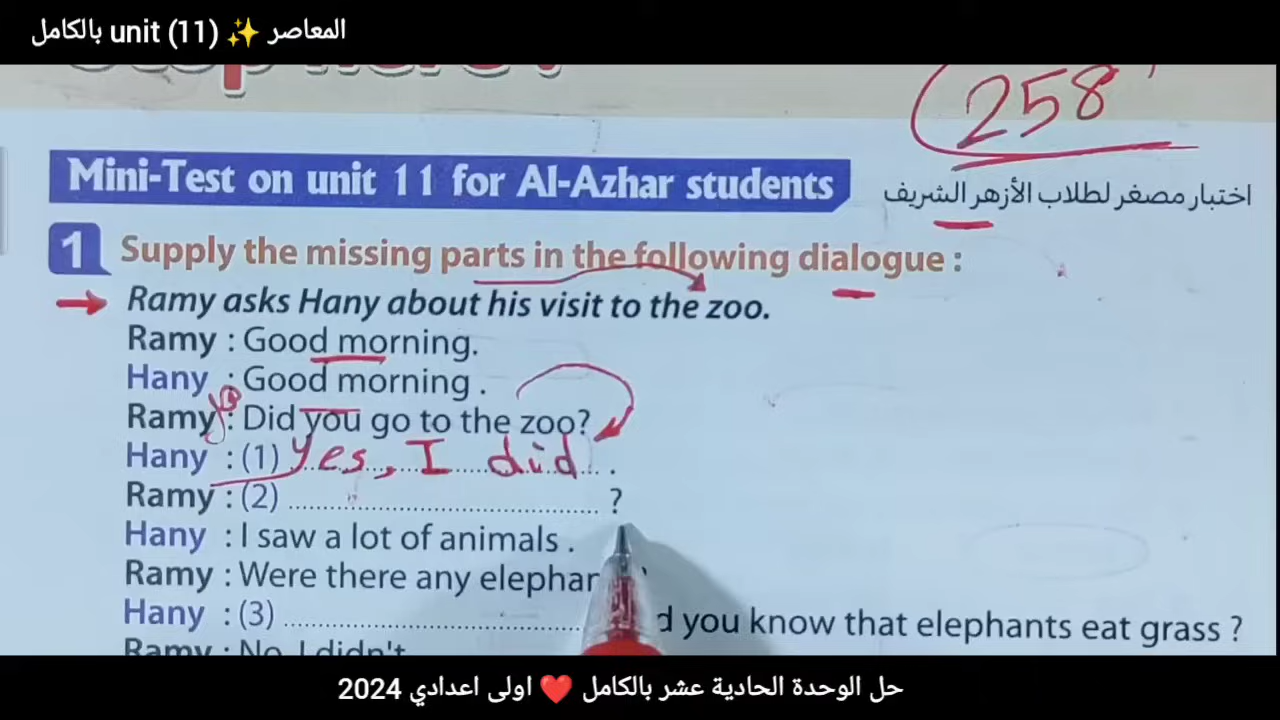 المعاصر ✨ unit (11) بالكامل
258
Mini-Test on unit 11 for Al-Azhar students
اختبار مصغر لطلاب الأزهر الشريف
1 Supply the missing parts in the following dialogue :
Ramy asks Hany about his visit to the zoo.
Ramy : Good morning.
Hany : Good morning .
Ramy : Did you go to the zoo?
Hany : (1) Yes, I did .
Ramy : (2) .................................................. ?
Hany : I saw a lot of animals .
Ramy : Were there any
Hany : (3) .................................................. you know that elephants eat grass ?
Ramy : No, I didn't
حل الوحدة الحادية عشر بالكامل ❤️ اولى اعدادي 2024